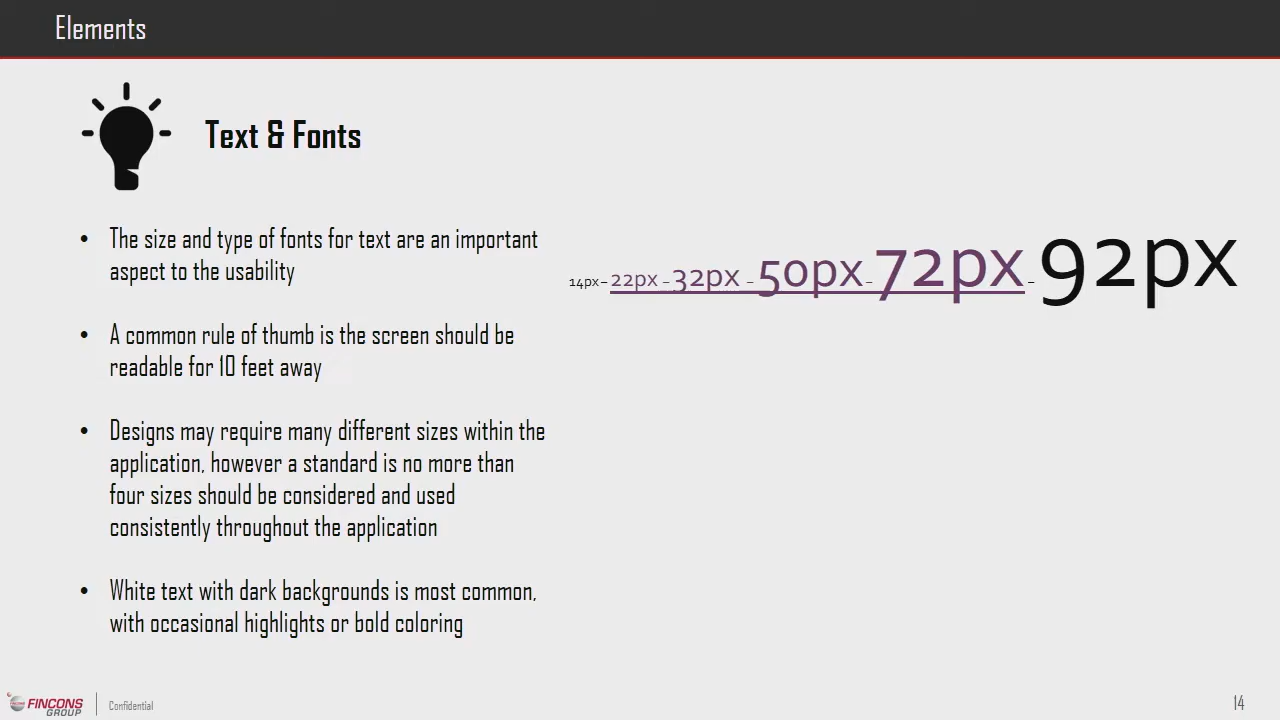 Elements
Text & Fonts
• The size and type of fonts for text are an important
aspect to the usability
• A common rule of thumb is the screen should be
readable for 10 feet away
• Designs may require many different sizes within the
application, however a standard is no more than
four sizes should be considered and used
consistently throughout the application
• White text with dark backgrounds is most common,
with occasional highlights or bold coloring
14px – 22px – 32px – 50px – 72px – 92px
FINCONS
GROUP
Confidential
14